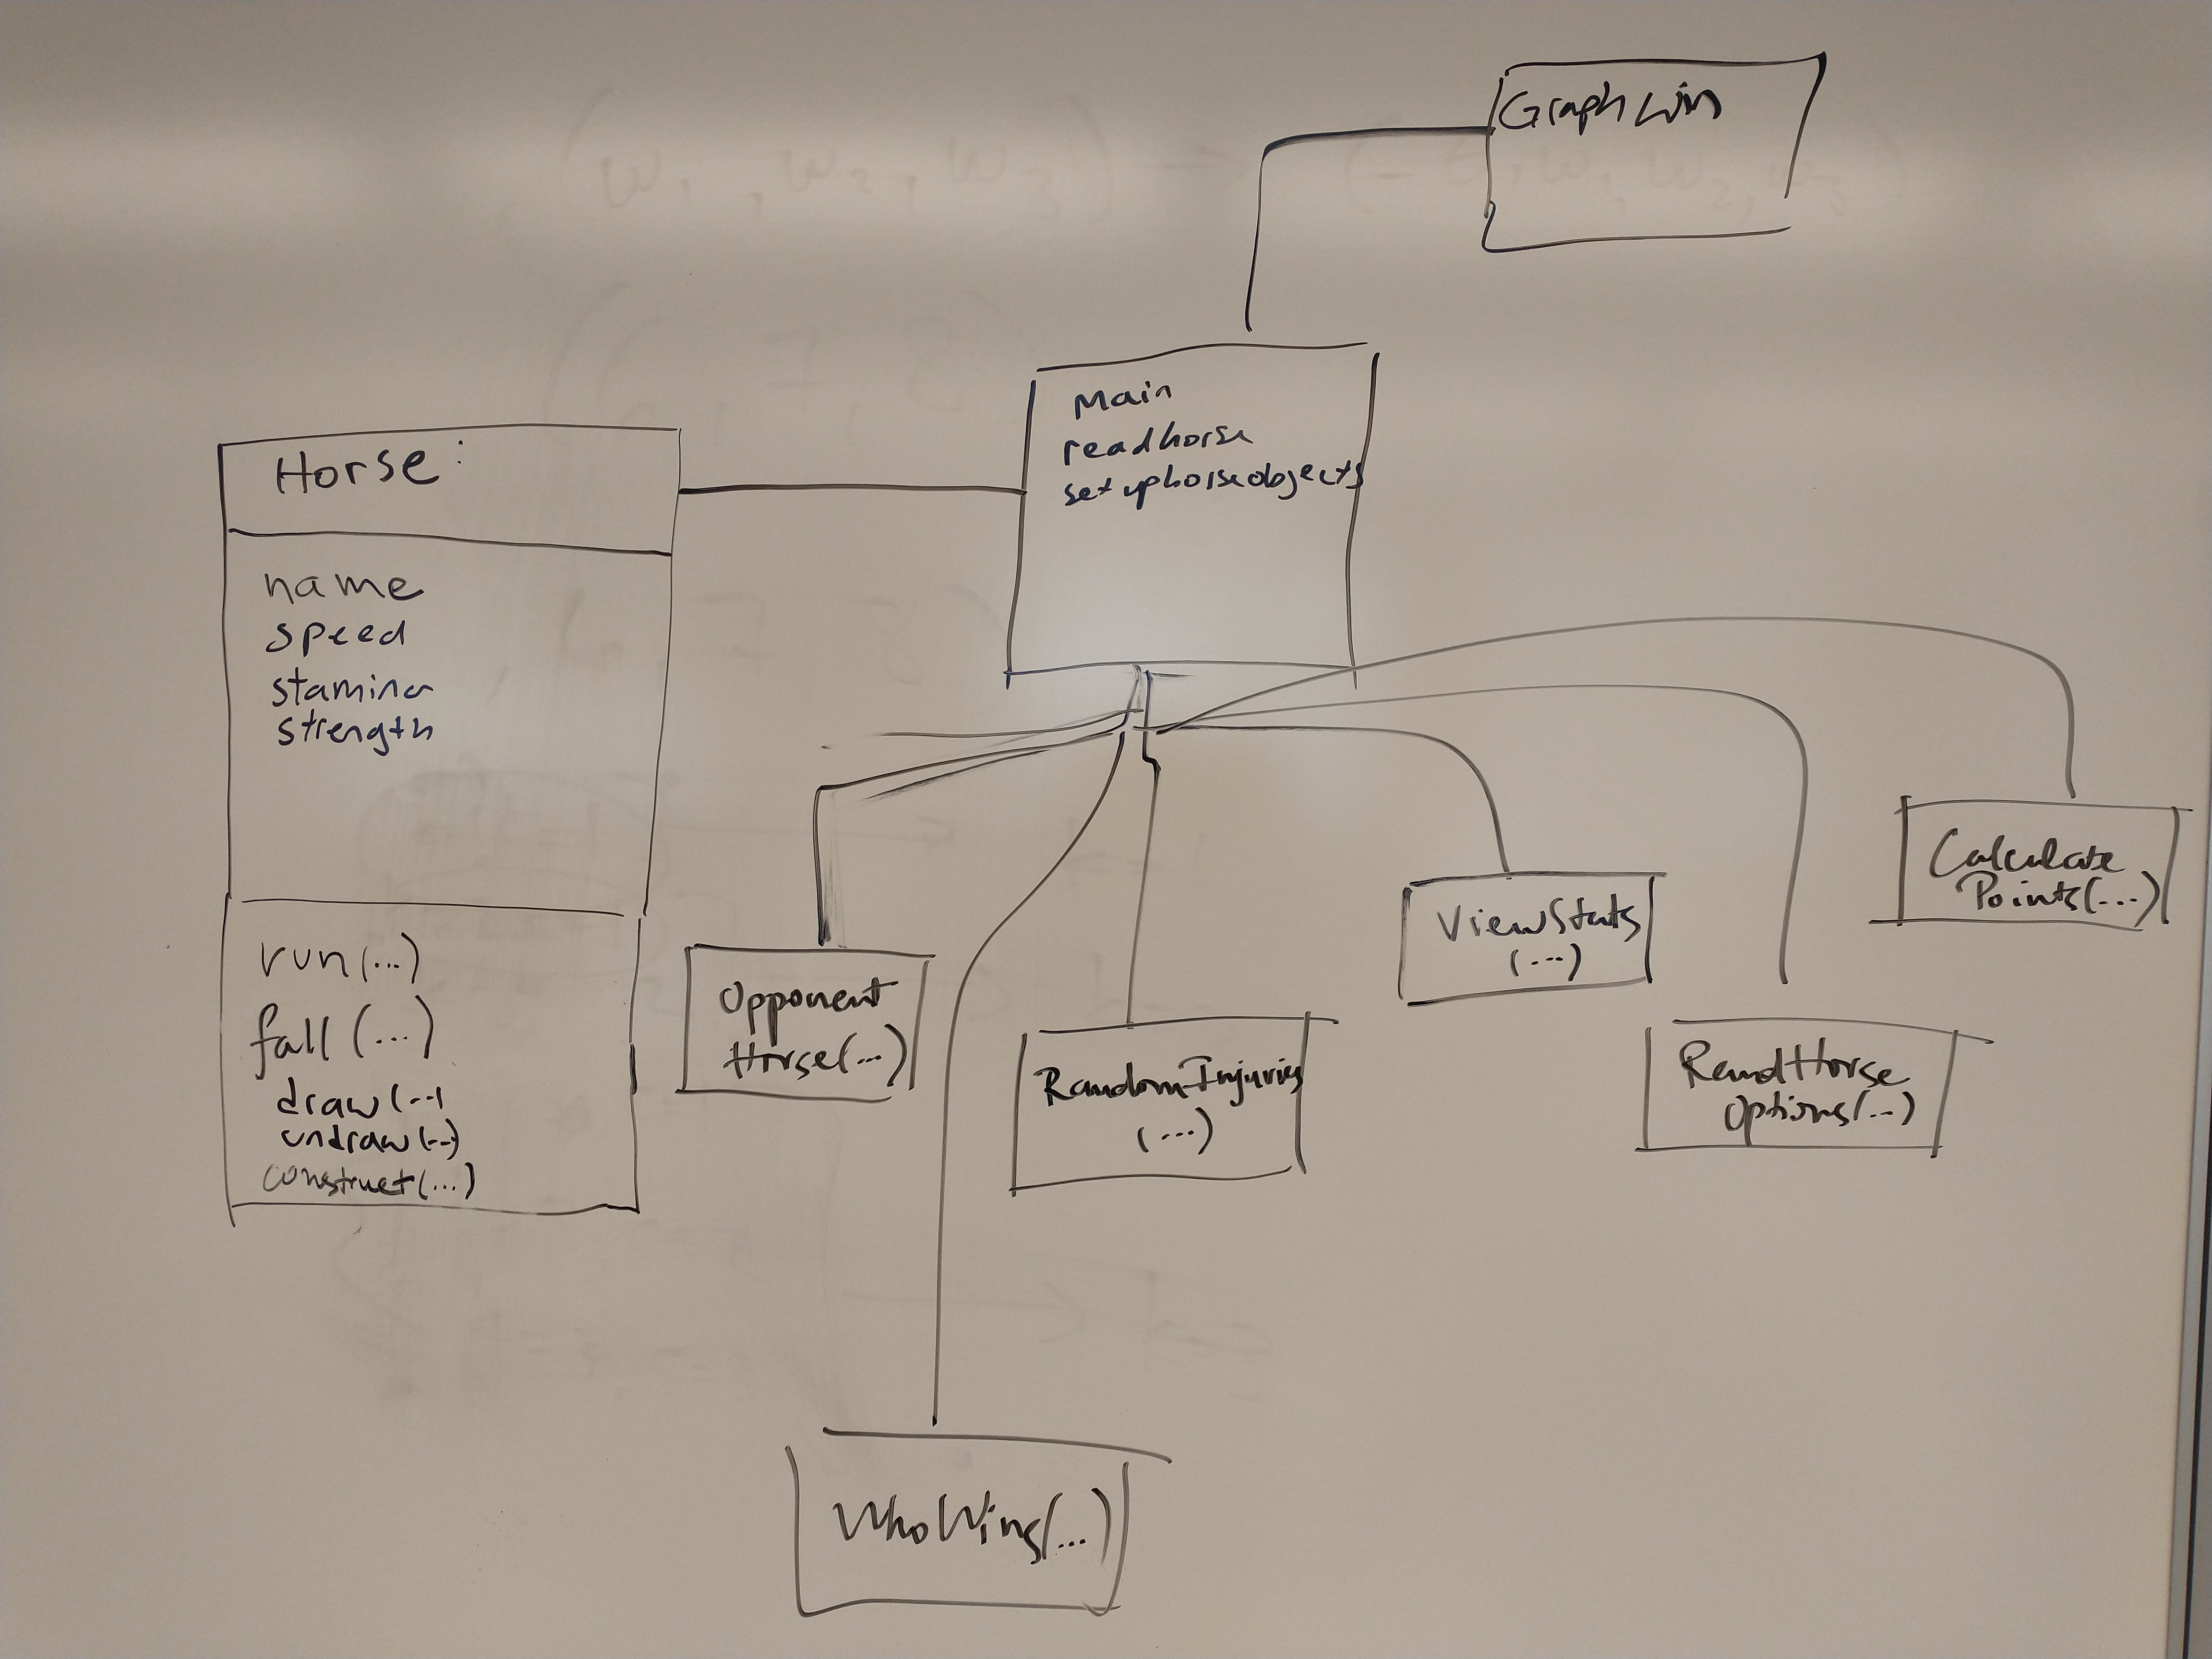 GraphWin
Main
readhorse
setuphorseobjects
Horse:
name
speed
stamina
strength
run(...)
fall(...)
draw(...
undraw(...)
construct(...)
Opponent
Horse(...)
RandomInjuries
(...)
ViewStats
(...)
Calculate
Points(...)
ReadHorse
Options(...)
WhoWins(...)